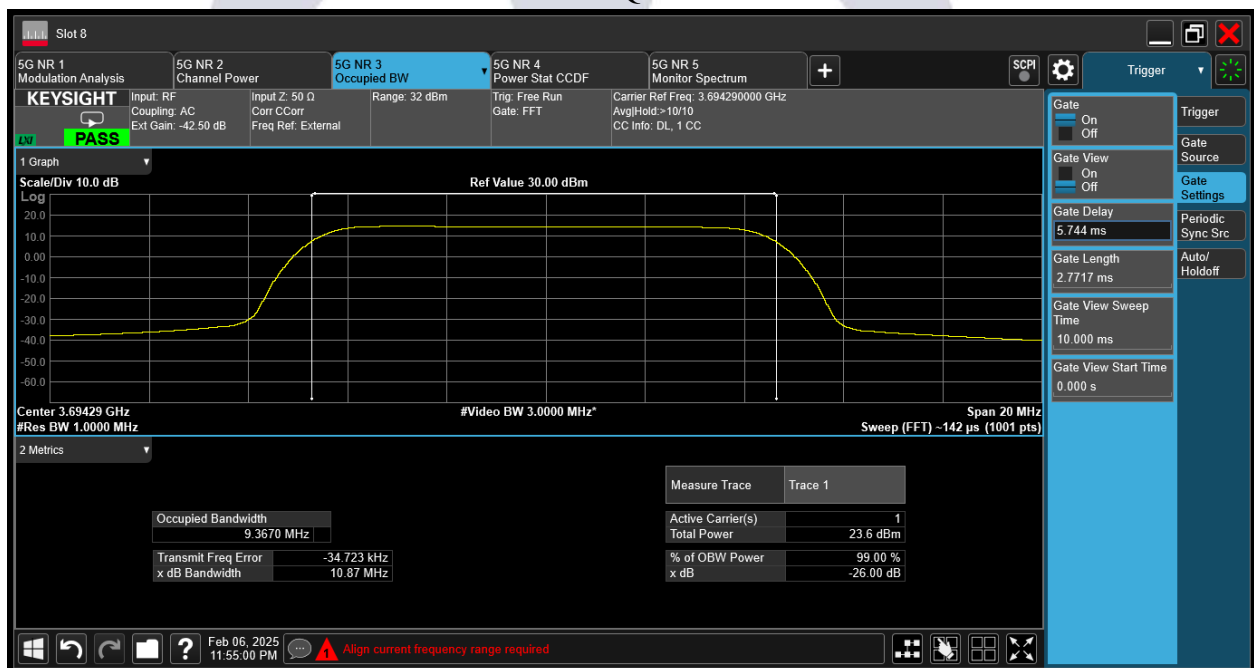 Slot 8
5G NR 1
Modulation Analysis
5G NR 2
Channel Power
5G NR 3
Occupied BW
5G NR 4
Power Stat CCDF
5G NR 5
Monitor Spectrum
SCPI
Trigger
KEYSIGHT
LXI
PASS
Input: RF
Coupling: AC
Ext Gain: -42.50 dB
Input Z: 50 Ω
Corr CCorr
Freq Ref: External
Range: 32 dBm
Trig: Free Run
Gate: FFT
Carrier Ref Freq: 3.694290000 GHz
Avg|Hold:>10/10
CC Info: DL, 1 CC
1 Graph
Scale/Div 10.0 dB
Ref Value 30.00 dBm
Log
20.0
10.0
0.00
-10.0
-20.0
-30.0
-40.0
-50.0
-60.0
Center 3.69429 GHz
#Video BW 3.0000 MHz*
Span 20 MHz
#Res BW 1.0000 MHz
Sweep (FFT) ~142 µs (1001 pts)
2 Metrics
Measure Trace Trace 1
Occupied Bandwidth
9.3670 MHz
Active Carrier(s) 1
Total Power 23.6 dBm
Transmit Freq Error -34.723 kHz
x dB Bandwidth 10.87 MHz
% of OBW Power 99.00 %
x dB -26.00 dB
Gate
On
Off
Gate View
On
Off
Gate Delay
5.744 ms
Gate Length
2.7717 ms
Gate View Sweep
Time
10.000 ms
Gate View Start Time
0.000 s
Trigger
Gate
Source
Gate
Settings
Periodic
Sync Src
Auto/
Holdoff
?
Feb 06, 2025
11:55:00 PM
1
Align current frequency range required